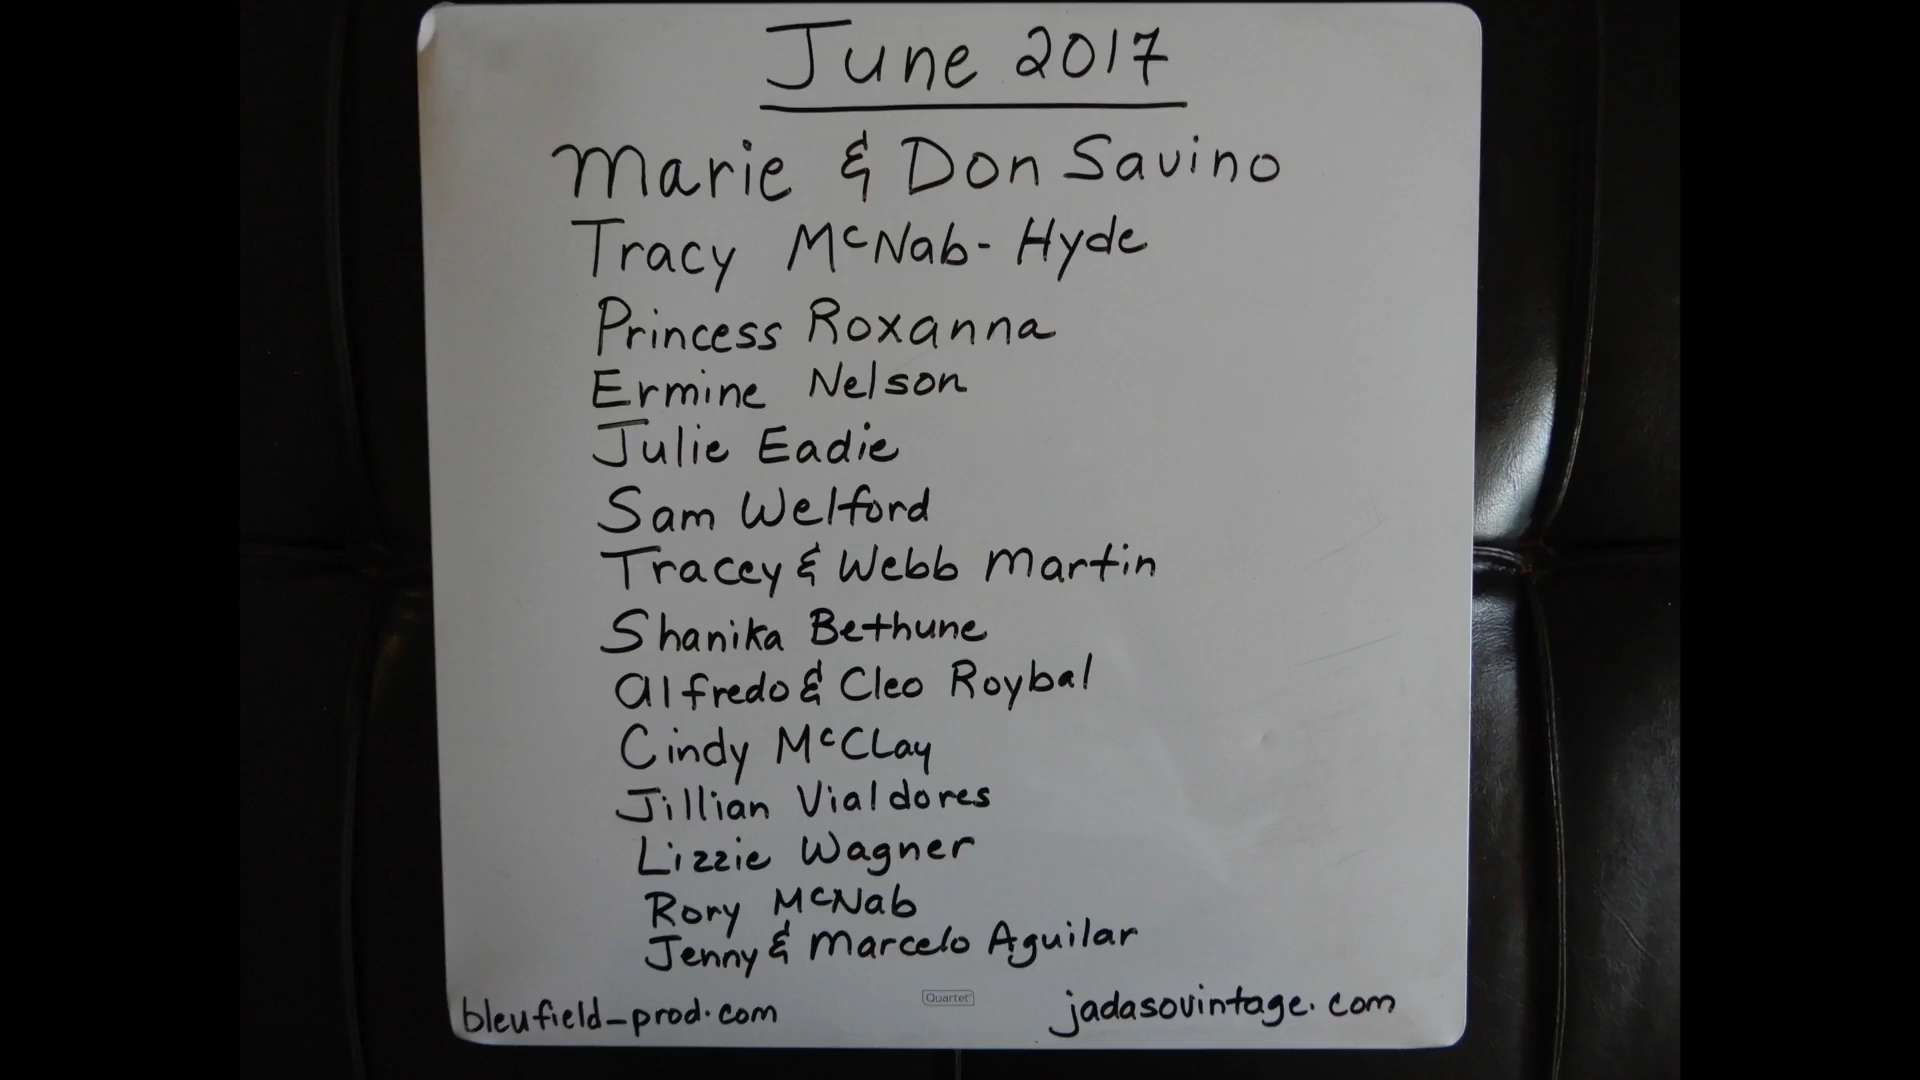 June 2017
Marie & Don Savino
Tracy McNab-Hyde
Princess Roxanna
Ermine Nelson
Julie Eadie
Sam Welford
Tracey & Webb Martin
Shanika Bethune
Alfredo & Cleo Roybal
Cindy McCLay
Jillian Vialdores
Lizzie Wagner
Rory McNab
Jenny & Marcelo Aguilar
bleufield-prod.com Quartet jadasovintage.com